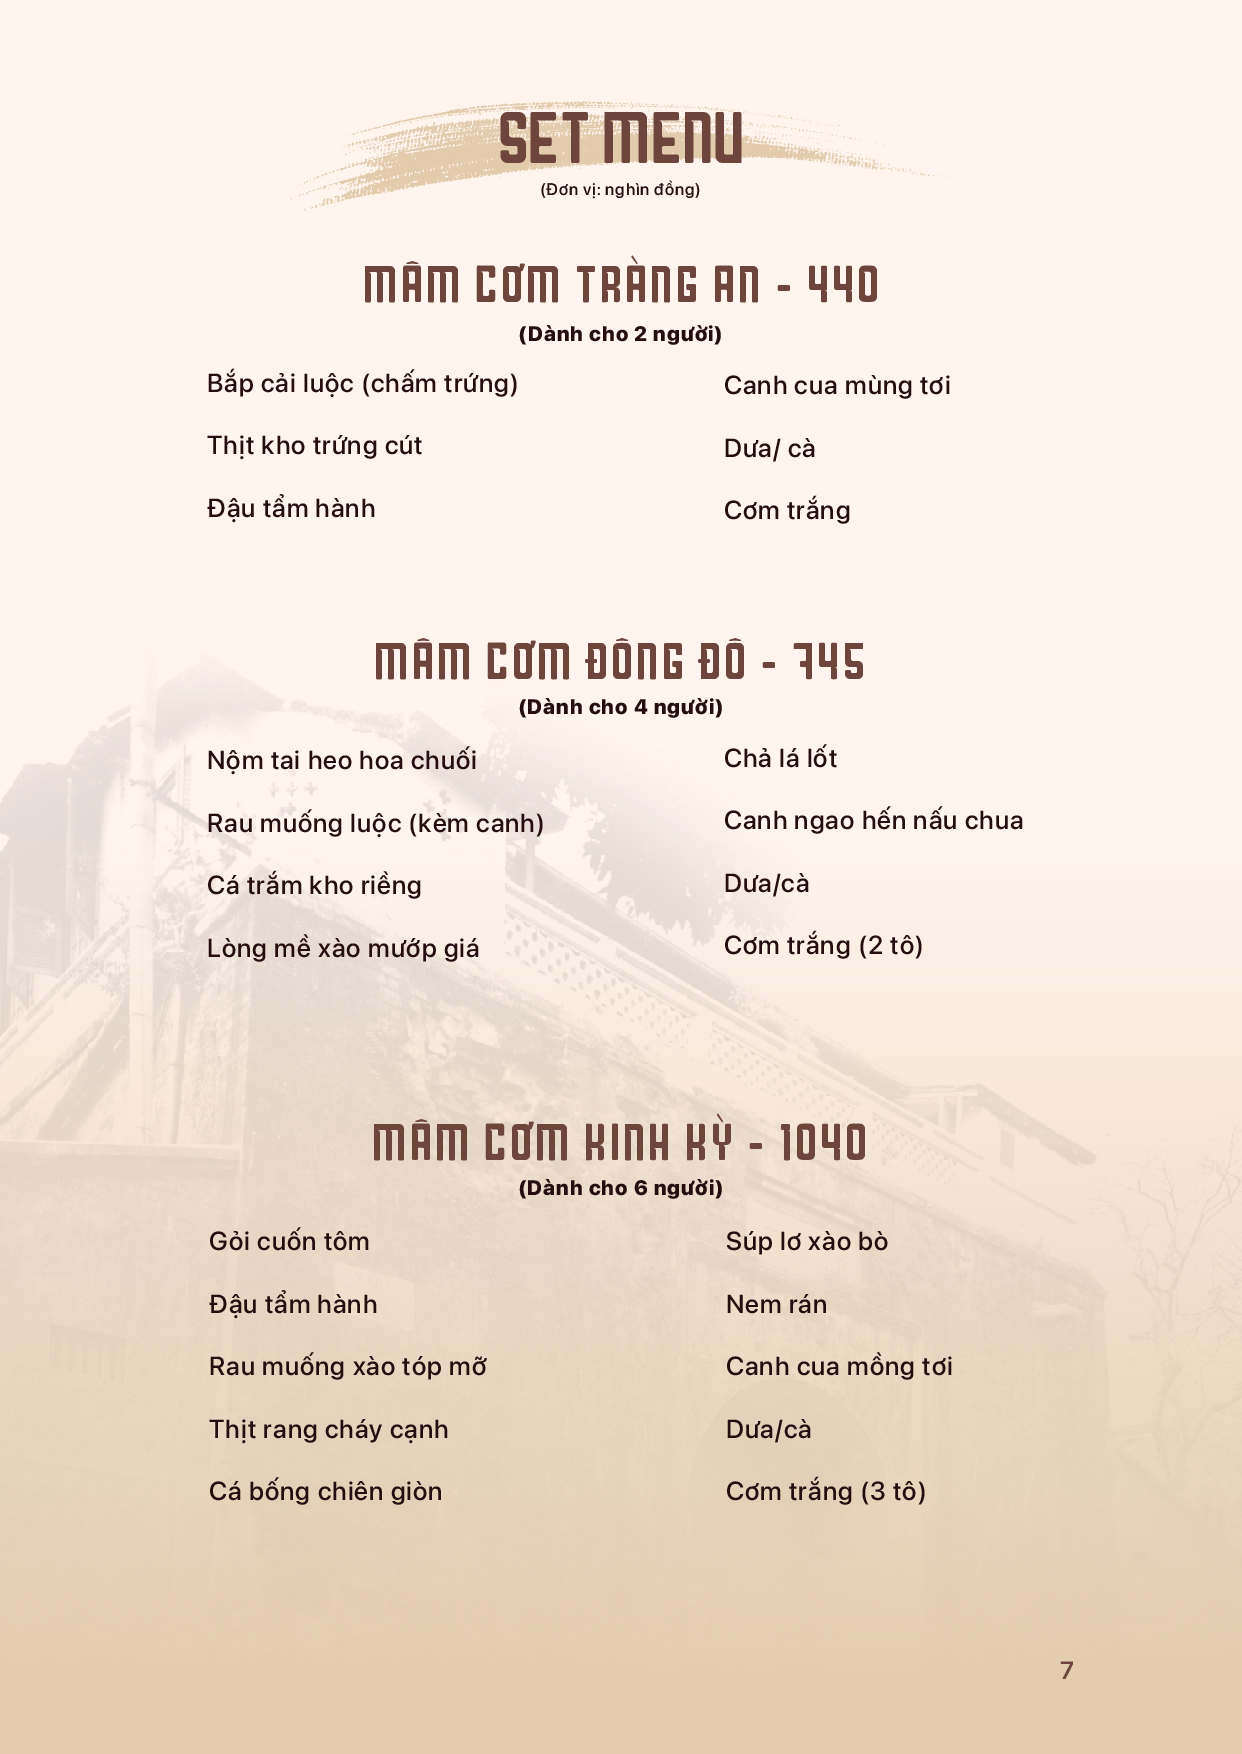 SET MENU
(Đơn vị: nghìn đồng)
MÂM CƠM TRÀNG AN - 440
(Dành cho 2 người)
Bắp cải luộc (chấm trứng)
Thịt kho trứng cút
Đậu tẩm hành
Canh cua mùng tơi
Dưa/ cà
Cơm trắng
MÂM CƠM ĐÔNG ĐÔ - 745
(Dành cho 4 người)
Nộm tai heo hoa chuối
Rau muống luộc (kèm canh)
Cá trắm kho riềng
Lòng mề xào mướp giá
Chả lá lốt
Canh ngao hến nấu chua
Dưa/cà
Cơm trắng (2 tô)
MÂM CƠM KINH KỲ - 1040
(Dành cho 6 người)
Gỏi cuốn tôm
Đậu tẩm hành
Rau muống xào tóp mỡ
Thịt rang cháy cạnh
Cá bống chiên giòn
Súp lơ xào bò
Nem rán
Canh cua mồng tơi
Dưa/cà
Cơm trắng (3 tô)
7